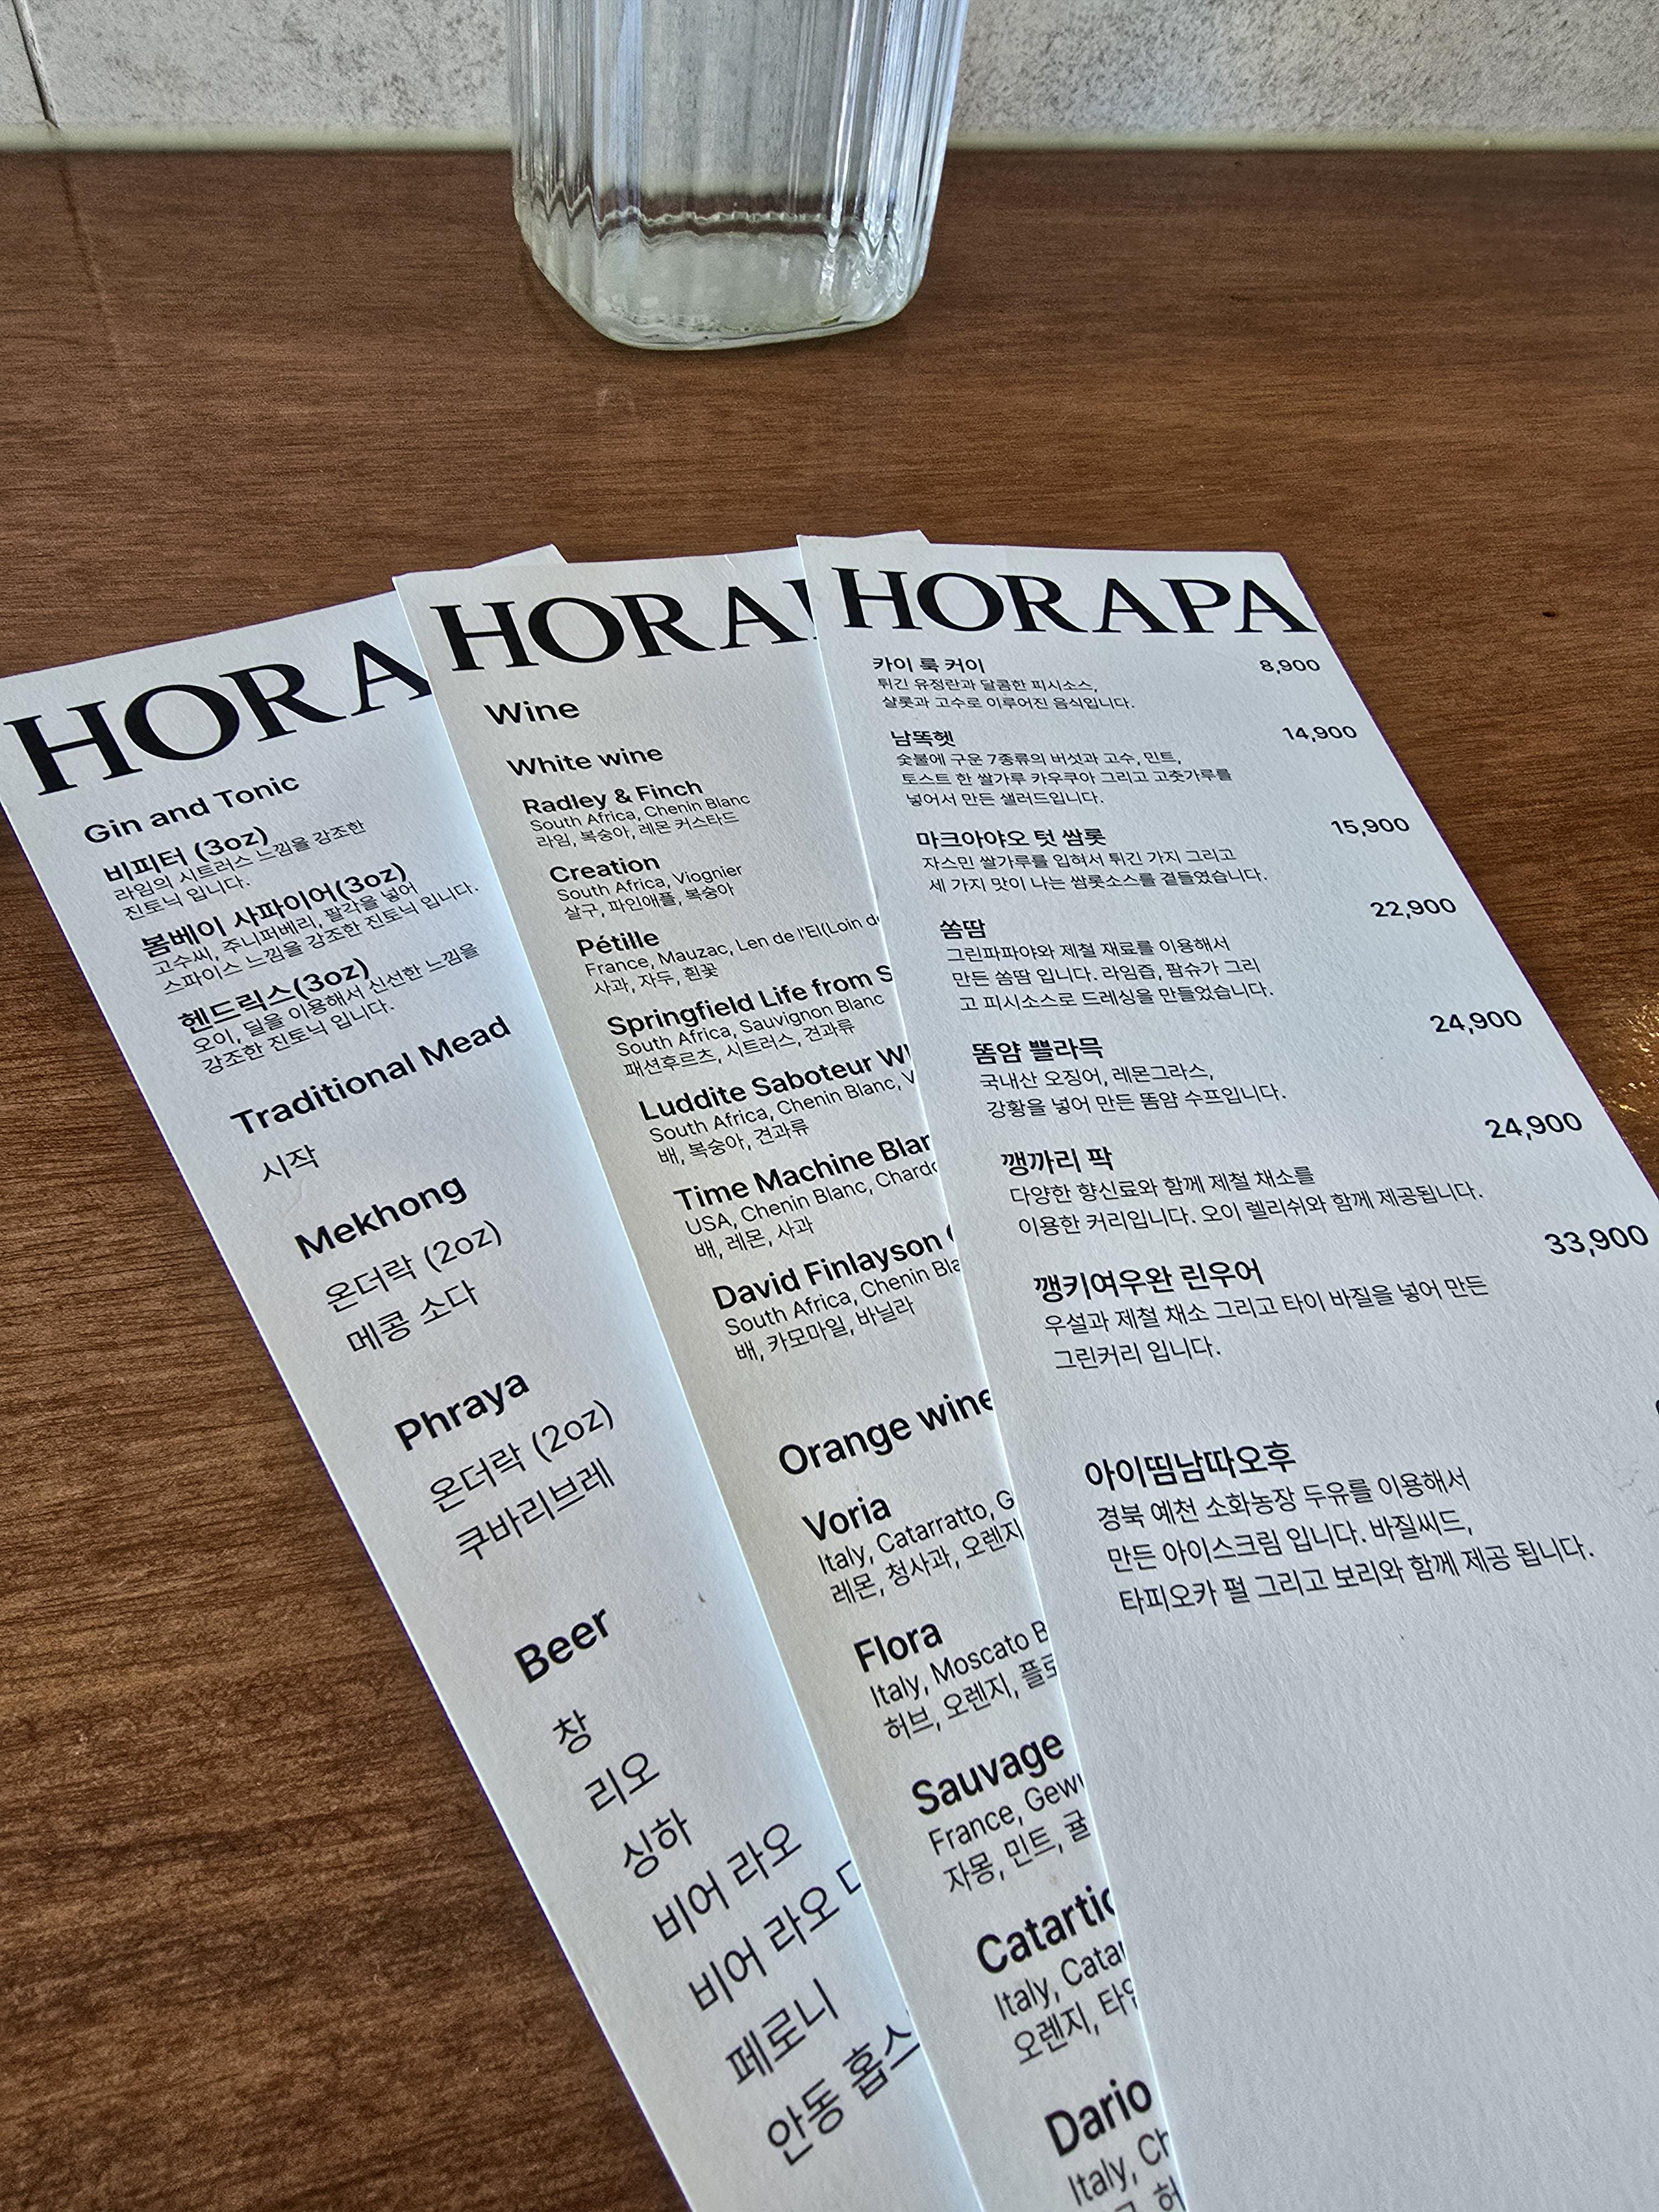 HORA
Gin and Tonic
비피터 (3oz)
라임의 시트러스 느낌을 강조한
진토닉 입니다.
봄베이 사파이어(3oz)
고수씨, 주니퍼베리, 팔각을 넣어
스파이스 느낌을 강조한 진토닉 입니다.
헨드릭스(3oz)
오이, 딜을 이용해서 신선한 느낌을
강조한 진토닉 입니다.
Traditional Mead
시작
Mekhong
온더락 (2oz)
메콩 소다
Phraya
온더락 (2oz)
쿠바리브레
Beer
창
리오
싱하
비어 라오
비어 라오
페로니
안동 홉스
HORA
Wine
White wine
Radley & Finch
South Africa, Chenin Blanc
라임, 복숭아, 레몬 커스타드
Creation
South Africa, Viognier
살구, 파인애플, 복숭아
Pétille
France, Mauzac, Len de l'El(Loin
사과, 자두, 흰꽃
Springfield Life from S
South Africa, Sauvignon Blanc
패션후르츠, 시트러스, 견과류
Luddite Saboteur
South Africa, Chenin Blanc, V
배, 복숭아, 견과류
Time Machine Blan
USA, Chenin Blanc, Chard
배, 레몬, 사과
David Finlayson
South Africa, Chenin Bla
배, 카모마일, 바닐라
Orange wine
Voria
Italy, Catarratto, G
레몬, 청사과, 오렌지
Flora
Italy, Moscato B
허브, 오렌지,
Sauvage
France, Gew
자몽, 민트, 귤
Catartic
Italy, Cata
오렌지,
Dario
Italy, Ch
HORAPA
카이 룩 커이 8,900
튀긴 유정란과 달콤한 피시소스,
샬롯과 고수로 이루어진 음식입니다.
남똑헷 14,900
숯불에 구운 7종류의 버섯과 고수, 민트,
토스트 한 쌀가루 카우쿠아 그리고 고춧가루를
넣어서 만든 샐러드입니다.
마크아야오 텃 쌈롯 15,900
자스민 쌀가루를 입혀서 튀긴 가지 그리고
세 가지 맛이 나는 쌈롯소스를 곁들였습니다.
쏨땀 22,900
그린파파야와 제철 재료를 이용해서
만든 쏨땀 입니다. 라임즙, 팜슈가 그리
고 피시소스로 드레싱을 만들었습니다.
똠얌 쁠라믁 24,900
국내산 오징어, 레몬그라스,
강황을 넣어 만든 똠얌 수프입니다.
깽까리 팍 24,900
다양한 향신료와 함께 제철 채소를
이용한 커리입니다. 오이 렐리쉬와 함께 제공됩니다.
깽키여우완 린우어 33,900
우설과 제철 채소 그리고 타이 바질을 넣어 만든
그린커리 입니다.
아이띰남따오후
경북 예천 소화농장 두유를 이용해서
만든 아이스크림 입니다. 바질씨드,
타피오카 펄 그리고 보리와 함께 제공 됩니다.